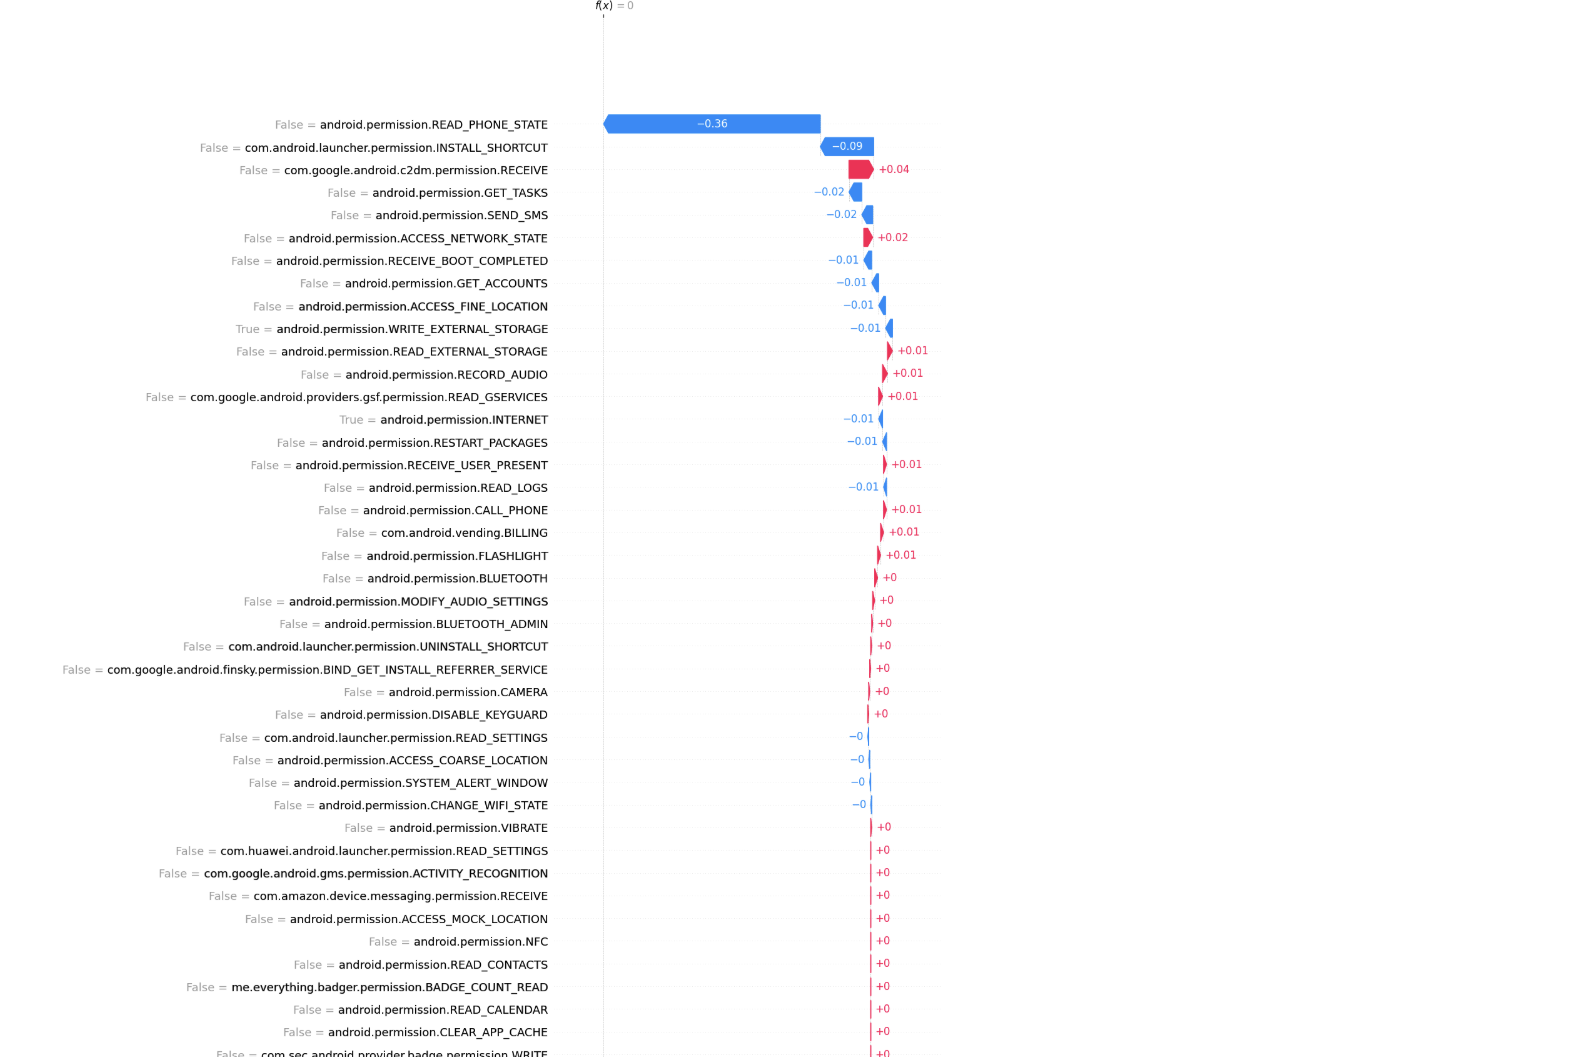 f(x) = 0
False = android.permission.READ_PHONE_STATE −0.36
False = com.android.launcher.permission.INSTALL_SHORTCUT −0.09
False = com.google.android.c2dm.permission.RECEIVE +0.04
False = android.permission.GET_TASKS −0.02
False = android.permission.SEND_SMS −0.02
False = android.permission.ACCESS_NETWORK_STATE +0.02
False = android.permission.RECEIVE_BOOT_COMPLETED −0.01
False = android.permission.GET_ACCOUNTS −0.01
False = android.permission.ACCESS_FINE_LOCATION −0.01
True = android.permission.WRITE_EXTERNAL_STORAGE −0.01
False = android.permission.READ_EXTERNAL_STORAGE +0.01
False = android.permission.RECORD_AUDIO +0.01
False = com.google.android.providers.gsf.permission.READ_GSERVICES +0.01
True = android.permission.INTERNET −0.01
False = android.permission.RESTART_PACKAGES −0.01
False = android.permission.RECEIVE_USER_PRESENT +0.01
False = android.permission.READ_LOGS −0.01
False = android.permission.CALL_PHONE +0.01
False = com.android.vending.BILLING +0.01
False = android.permission.FLASHLIGHT +0.01
False = android.permission.BLUETOOTH +0
False = android.permission.MODIFY_AUDIO_SETTINGS +0
False = android.permission.BLUETOOTH_ADMIN +0
False = com.android.launcher.permission.UNINSTALL_SHORTCUT +0
False = com.google.android.finsky.permission.BIND_GET_INSTALL_REFERRER_SERVICE +0
False = android.permission.CAMERA +0
False = android.permission.DISABLE_KEYGUARD +0
False = com.android.launcher.permission.READ_SETTINGS −0
False = android.permission.ACCESS_COARSE_LOCATION −0
False = android.permission.SYSTEM_ALERT_WINDOW −0
False = android.permission.CHANGE_WIFI_STATE −0
False = android.permission.VIBRATE +0
False = com.huawei.android.launcher.permission.READ_SETTINGS +0
False = com.google.android.gms.permission.ACTIVITY_RECOGNITION +0
False = com.amazon.device.messaging.permission.RECEIVE +0
False = android.permission.ACCESS_MOCK_LOCATION +0
False = android.permission.NFC +0
False = android.permission.READ_CONTACTS +0
False = me.everything.badger.permission.BADGE_COUNT_READ +0
False = android.permission.READ_CALENDAR +0
False = android.permission.CLEAR_APP_CACHE +0
False = com.sec.android.provider.badge.permission.WRITE +0